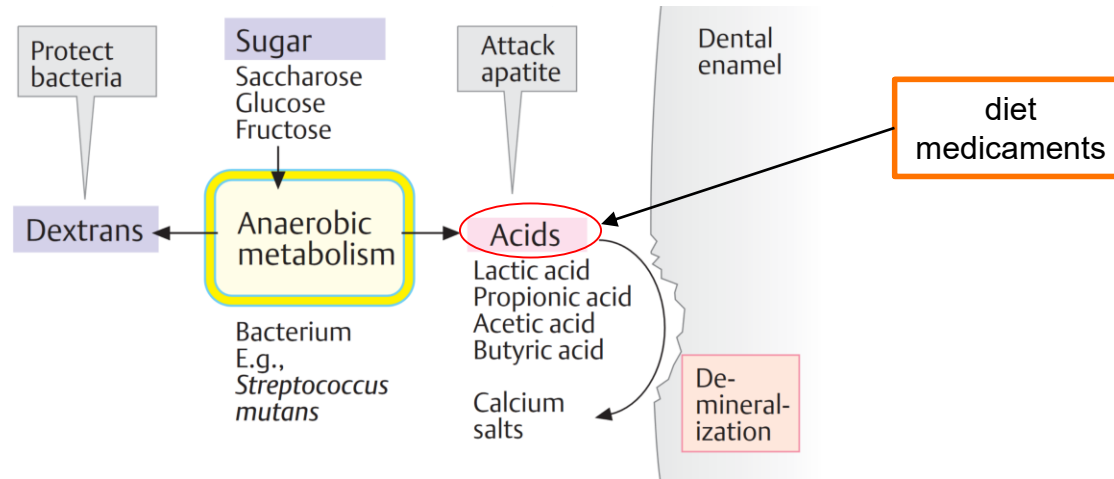 Protect
bacteria
Sugar
Saccharose
Glucose
Fructose
Attack
apatite
Dental
enamel
diet
medicaments
Dextrans
Anaerobic
metabolism
Acids
Lactic acid
Propionic acid
Acetic acid
Butyric acid
Bacterium
E.g.,
Streptococcus
mutans
Calcium
salts
De-
mineral-
ization